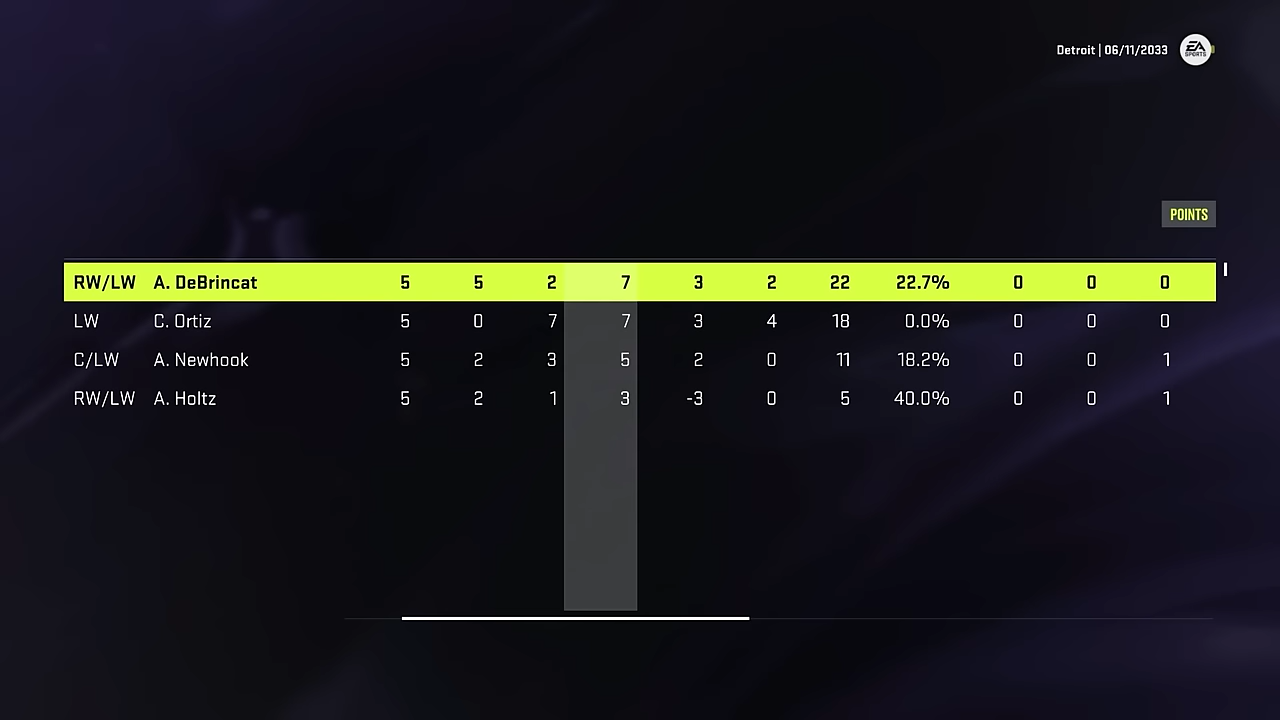 Detroit | 06/11/2033 EA SPORTS
POINTS
RW/LW A. DeBrincat 5 5 2 7 3 2 22 22.7% 0 0 0
LW C. Ortiz 5 0 7 7 3 4 18 0.0% 0 0 0
C/LW A. Newhook 5 2 3 5 2 0 11 18.2% 0 0 1
RW/LW A. Holtz 5 2 1 3 -3 0 5 40.0% 0 0 1